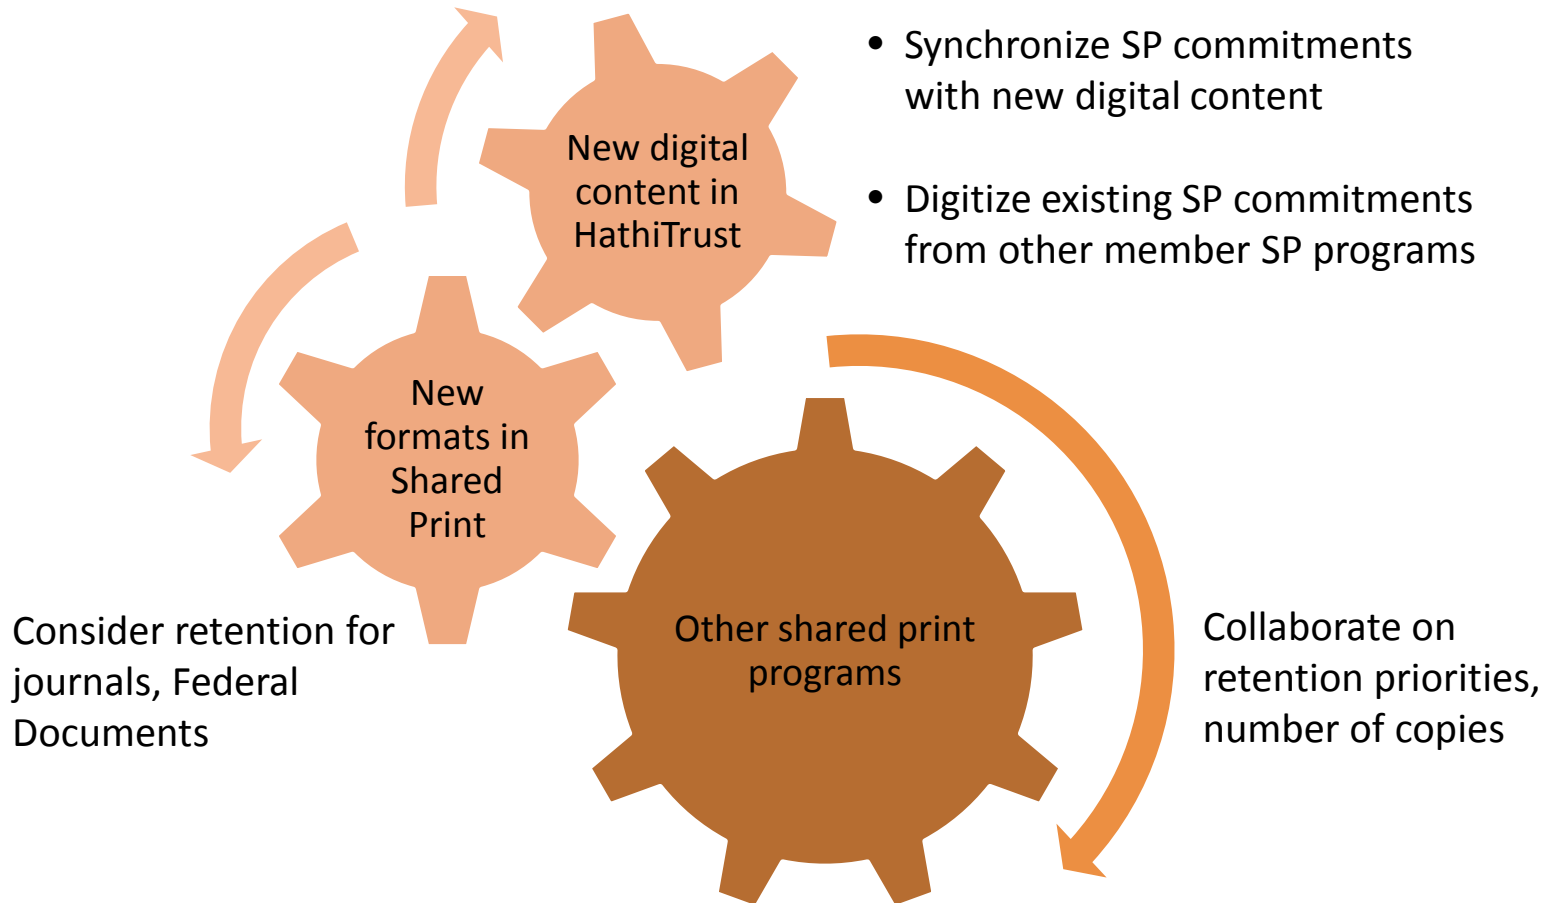 • Synchronize SP commitments
with new digital content
• Digitize existing SP commitments
from other member SP programs
New digital
content in
HathiTrust
New
formats in
Shared
Print
Consider retention for
journals, Federal
Documents
Other shared print
programs
Collaborate on
retention priorities,
number of copies